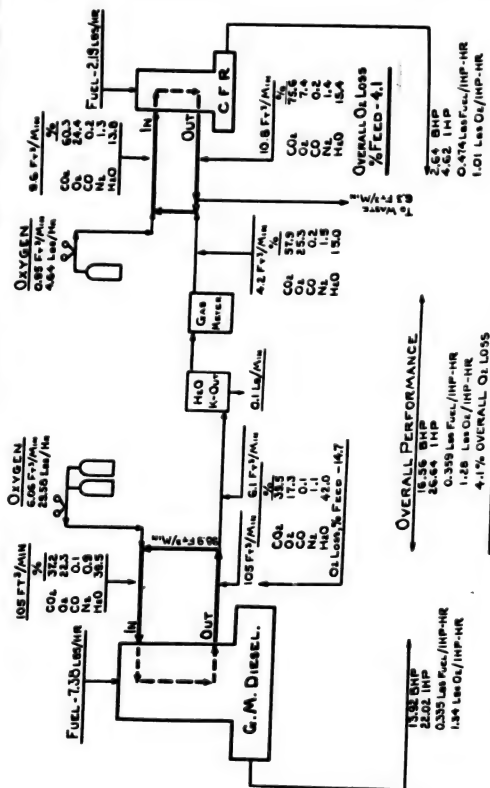 FUEL-7.38 LBS/HR
G.M. DIESEL.
IN
OUT
13.92 BHP
22.02 IHP
0.335 LBS FUEL/IHP-HR
1.34 LBS O2/IHP-HR
105 FT³/MIN
%
CO2 37.2
O2 22.3
CO 0.1
N2 0.9
H2O 39.5
OXYGEN
6.06 FT³/MIN
29.58 LBS/HR
105 FT³/MIN
6.1 FT³/MIN
%
CO2 39.5
O2 17.3
CO 0.1
N2 1.1
H2O 42.0
O2 LOSS, % FEED-14.7
H2O
K-OUT
0.1 LB/MIN
GAS
METER
4.2 FT³/MIN
%
CO2 57.9
O2 25.3
CO 0.2
N2 1.5
H2O 15.0
OXYGEN
0.95 FT³/MIN
4.64 LBS/HR
9.6 FT³/MIN
%
CO2 60.3
O2 24.4
CO 0.2
N2 1.3
H2O 13.8
FUEL-2.19 LBS/HR
C F R
IN
OUT
10.8 FT³/MIN
%
CO2 75.6
O2 7.4
CO 0.2
N2 1.4
H2O 15.4
OVERALL O2 LOSS
% FEED-4.1
TO WASTE
2.64 BHP
4.62 IHP
0.474 LBS FUEL/IHP-HR
1.01 LBS O2/IHP-HR
OVERALL PERFORMANCE
16.56 BHP
26.64 IHP
0.359 LBS FUEL/IHP-HR
1.28 LBS O2/IHP-HR
4.1 % OVERALL O2 LOSS